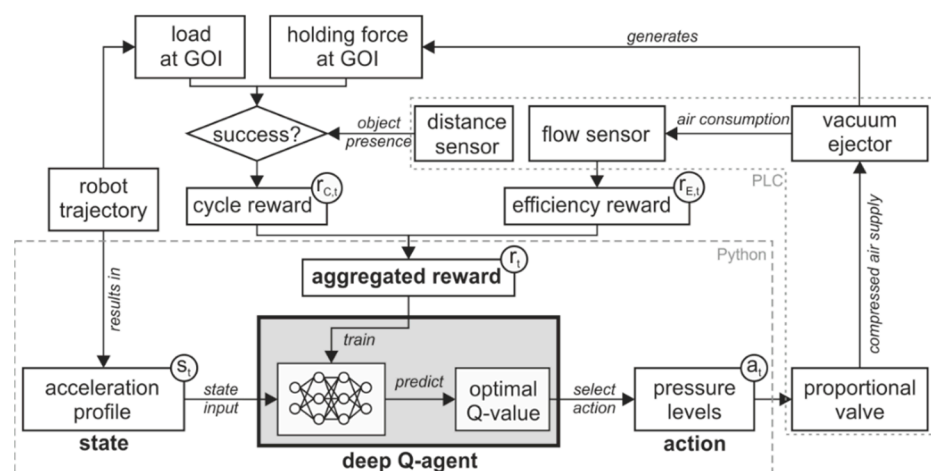 load
at GOI
holding force
at GOI
generates
success?
object
presence
distance
sensor
flow sensor
air consumption
vacuum
ejector
PLC
robot
trajectory
cycle reward
r_C,t
efficiency reward
r_E,t
compressed air supply
Python
aggregated reward
r_t
results in
train
acceleration
profile
s_t
state
input
predict
optimal
Q-value
select
action
pressure
levels
a_t
proportional
valve
state
action
deep Q-agent